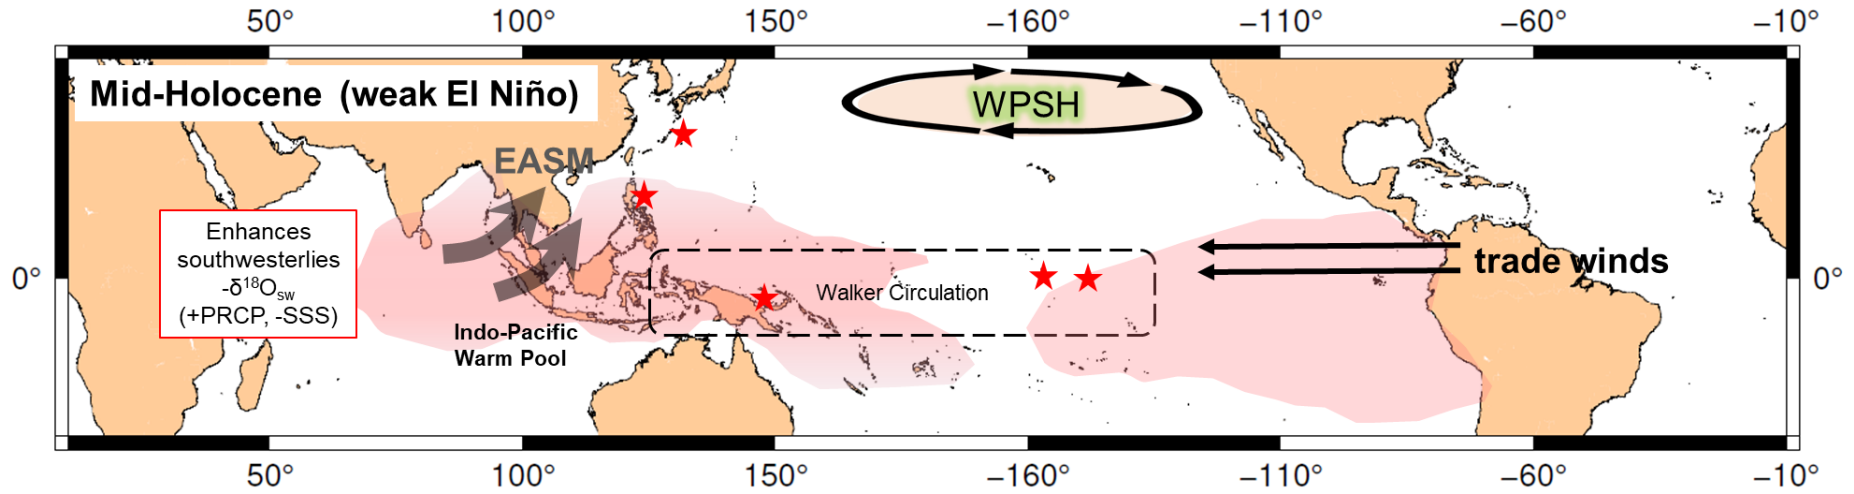 50° 100° 150° −160° −110° −60° −10°
Mid-Holocene (weak El Niño)
WPSH
EASM
Enhances
southwesterlies
-δ¹⁸Oₛw
(+PRCP, -SSS)
trade winds
0° 0°
Walker Circulation
Indo-Pacific
Warm Pool
50° 100° 150° −160° −110° −60° −10°